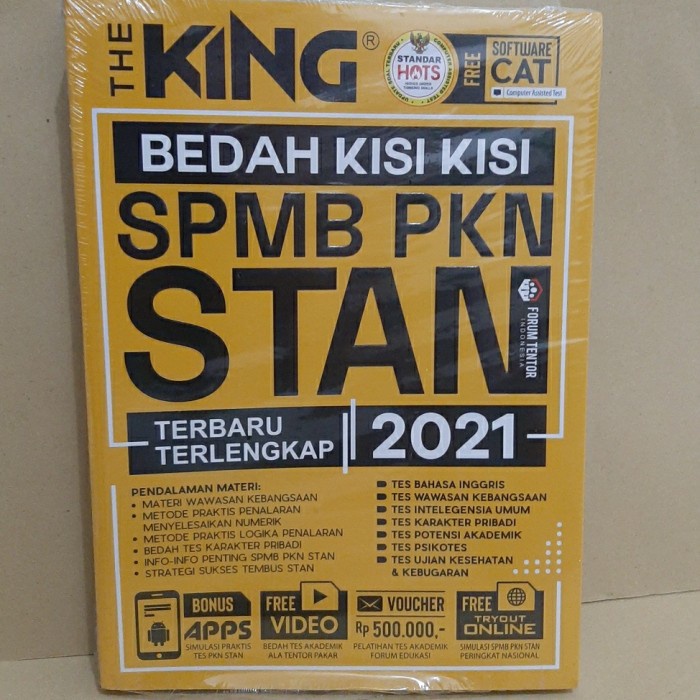 THE KING®
STANDAR
HOTS
FREE
SOFTWARE
CAT
Computer Assisted Test
BEDAH KISI KISI
SPMB PKN
STAN
FORUM TENTOR
INDONESIA
TERBARU
TERLENGKAP
2021
PENDALAMAN MATERI:
• MATERI WAWASAN KEBANGSAAN
• METODE PRAKTIS PENALARAN
MENYELESAIKAN NUMERIK
• METODE PRAKTIS LOGIKA PENALARAN
• BEDAH TES KARAKTER PRIBADI
• INFO-INFO PENTING SPMB PKN STAN
• STRATEGI SUKSES TEMBUS STAN
TES BAHASA INGGRIS
TES WAWASAN KEBANGSAAN
TES INTELEGENSIA UMUM
TES KARAKTER PRIBADI
TES POTENSI AKADEMIK
TES PSIKOTES
TES UJIAN KESEHATAN
& KEBUGARAN
BONUS
APPS
SIMULASI PRAKTIS
TES PKN STAN
FREE
VIDEO
BEDAH TES AKADEMIK
ALA TENTOR PAKAR
VOUCHER
Rp 500.000,-
PELATIHAN TES AKADEMIK
FORUM EDUKASI
FREE
TRYOUT
ONLINE
SIMULASI SPMB PKN STAN
PERINGKAT NASIONAL